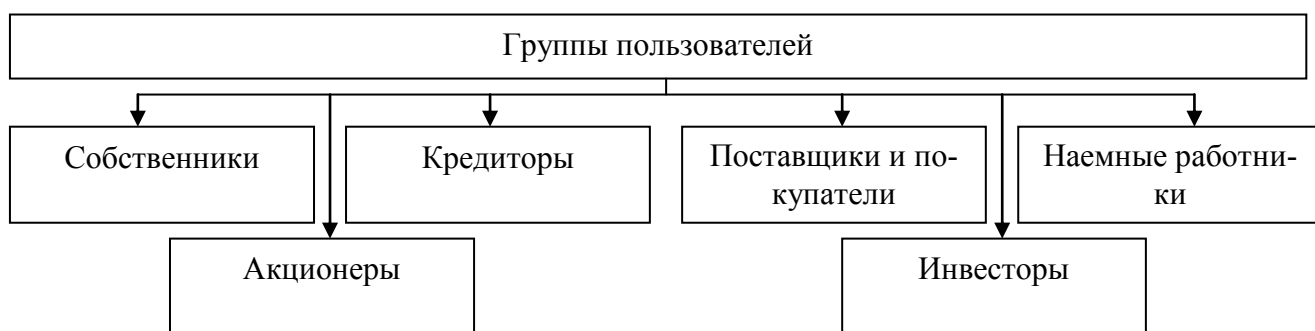 Группы пользователей
Собственники
Кредиторы
Поставщики и по-
купатели
Наемные работни-
ки
Акционеры
Инвесторы